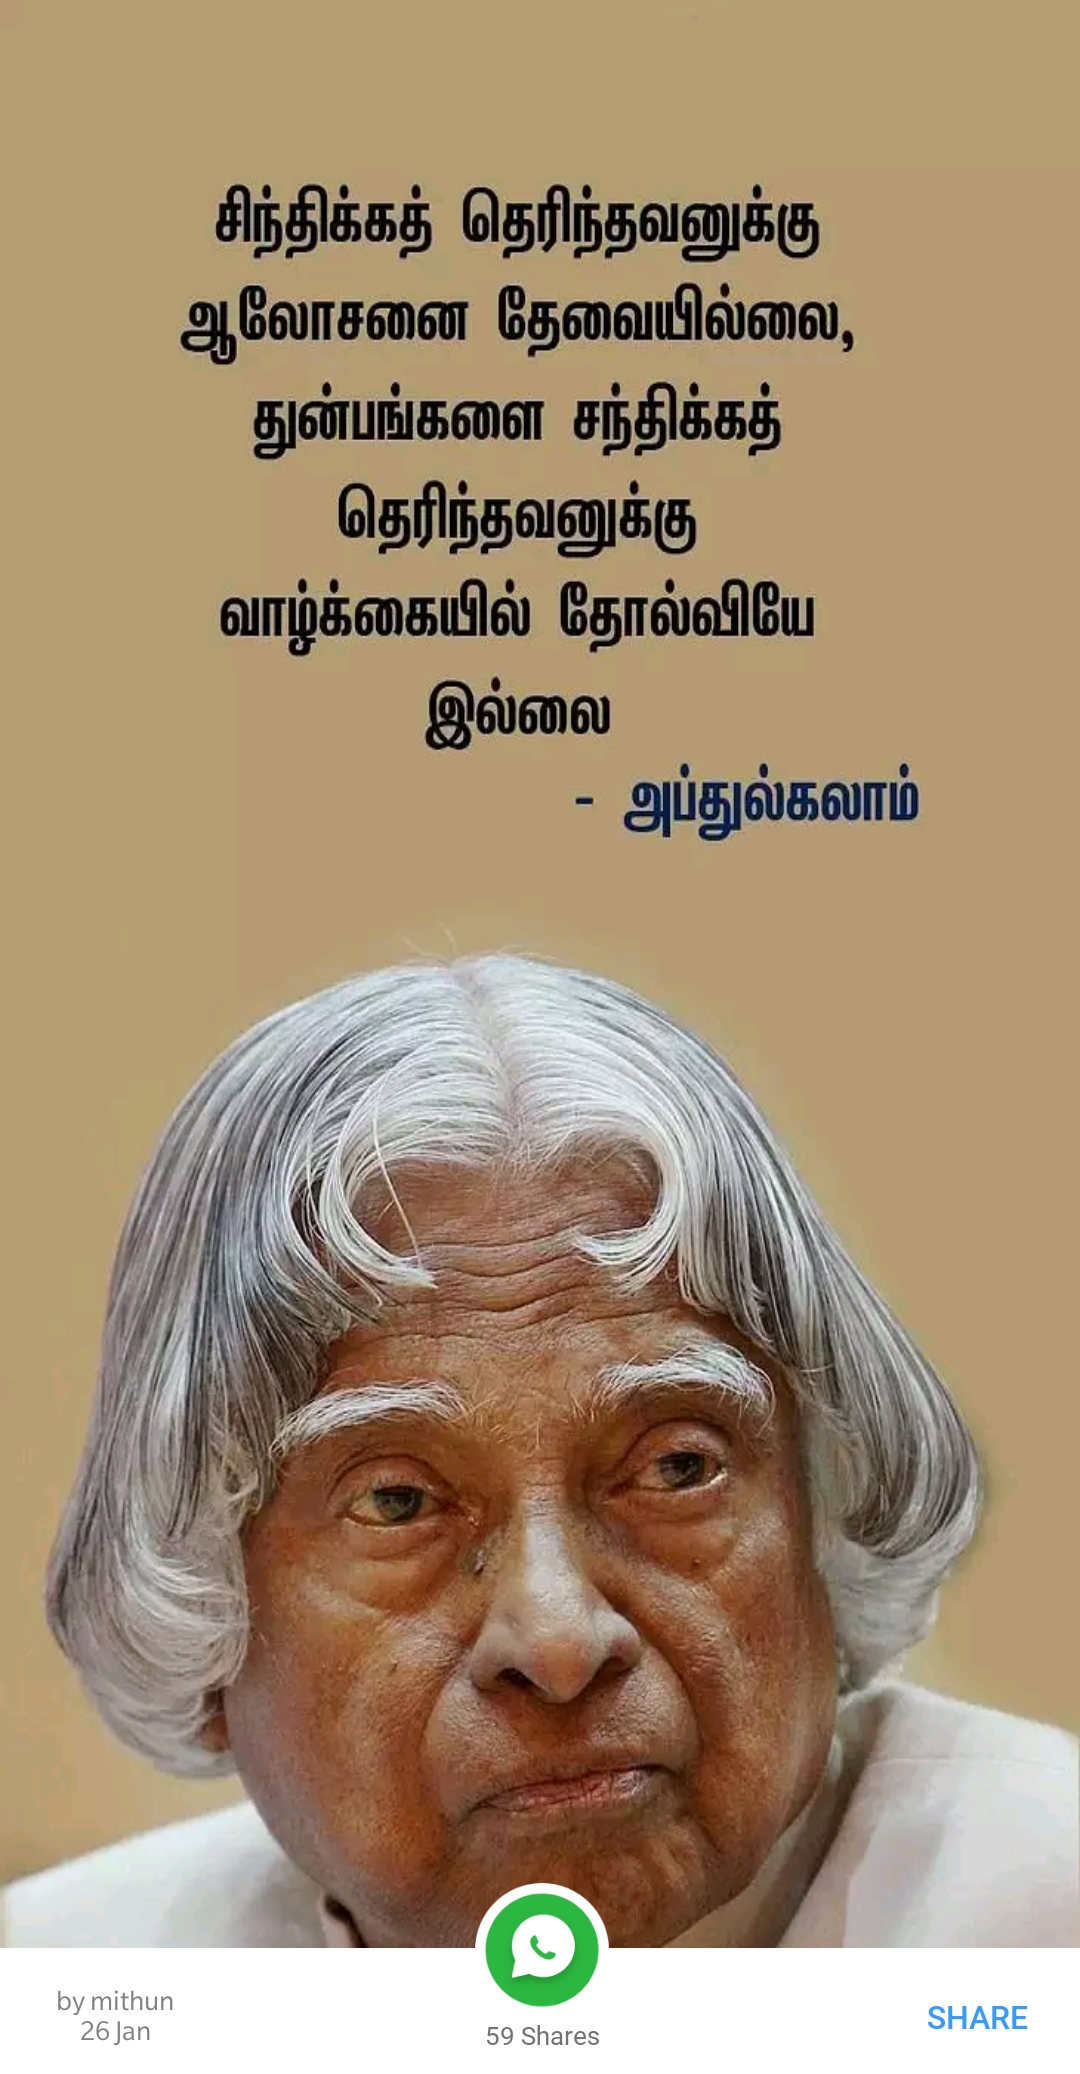 சிந்திக்கத் தெரிந்தவனுக்கு
ஆலோசனை தேவையில்லை,
துன்பங்களை சந்திக்கத்
தெரிந்தவனுக்கு
வாழ்க்கையில் தோல்வியே
இல்லை
- அப்துல்கலாம்
by mithun
26 Jan
59 Shares
SHARE